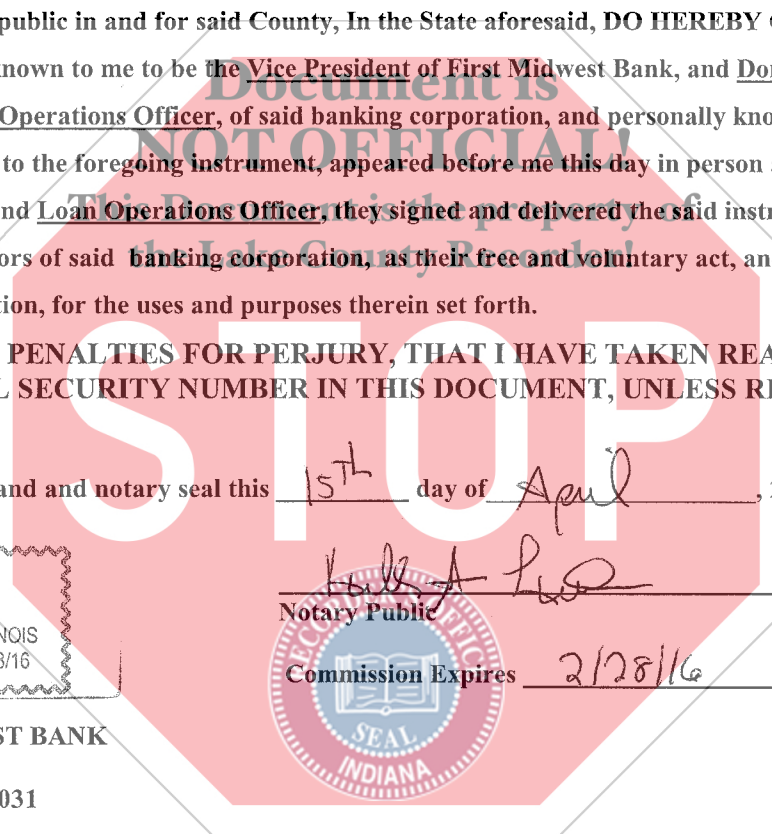 public in and for said County, In the State aforesaid, DO HEREBY
Document is
known to me to be the Vice President of First Midwest Bank, and Don
Operations Officer, of said banking corporation, and personally kno
NOT OFFICIAL!
to the foregoing instrument, appeared before me this day in person
This Document is the property of
nd Loan Operations Officer, they signed and delivered the said instr
the Lake County Recorder!
ors of said banking corporation, as their free and voluntary act, an
tion, for the uses and purposes therein set forth.
PENALTIES FOR PERJURY, THAT I HAVE TAKEN REA
L SECURITY NUMBER IN THIS DOCUMENT, UNLESS RE
STOP
and and notary seal this 15th day of April,
Notary Public
NOIS
3/16
Commission Expires 2/28/16
RECORDER'S OFFICE
SEAL
INDIANA
ST BANK
031